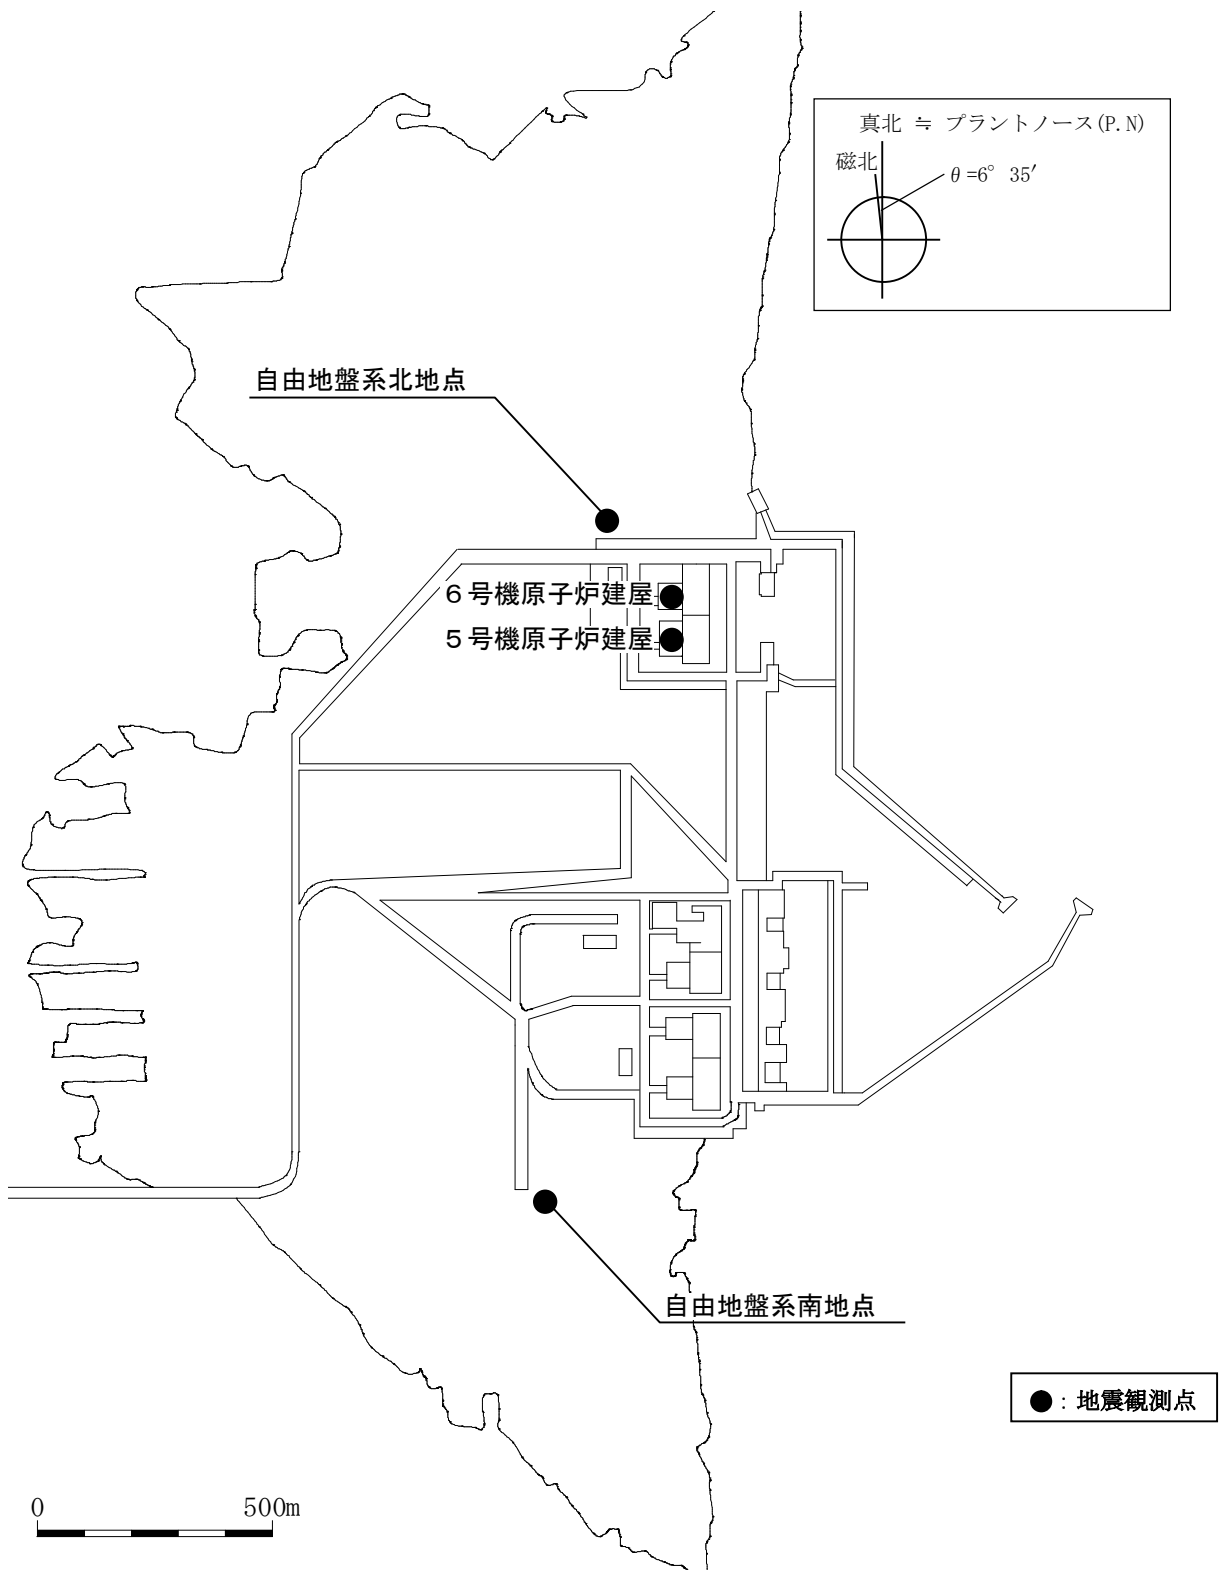 真北 ≒ プラントノース(P.N)
磁北
θ=6° 35′
自由地盤系北地点
６号機原子炉建屋
５号機原子炉建屋
自由地盤系南地点
●：地震観測点
0 500m